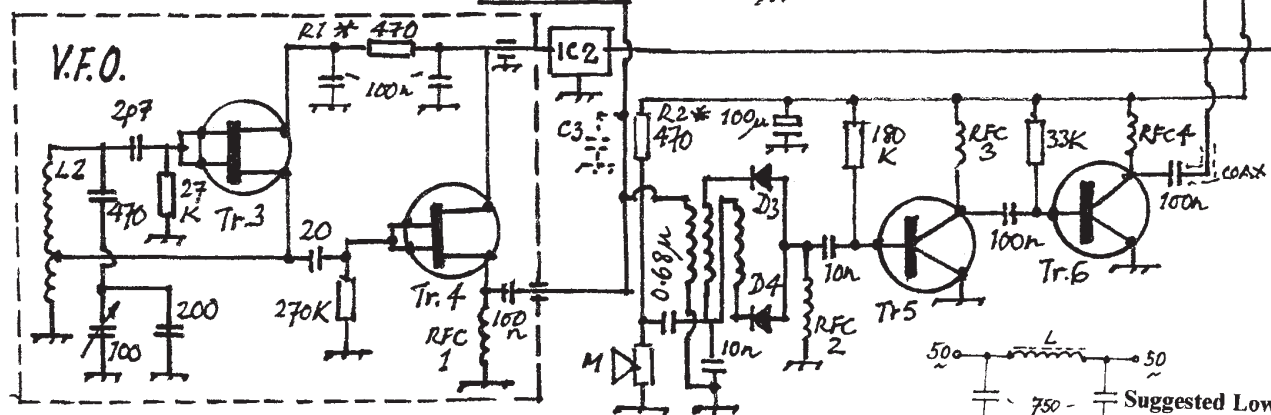 R1 * 470
V.F.O.
IC2
100n
2p7
L2
27
K
470
Tr.3
20
Tr.4
270K
200
100
RFC
1
100
n
C3
R2 *
470
100µ
180
K
RFC
3
33K
RFC4
COAX
100n
D3
0.68µ
D4
10n
10n
RFC
2
Tr5
100n
Tr.6
M
50
~
L
50
~
- 750 -
Suggested Low